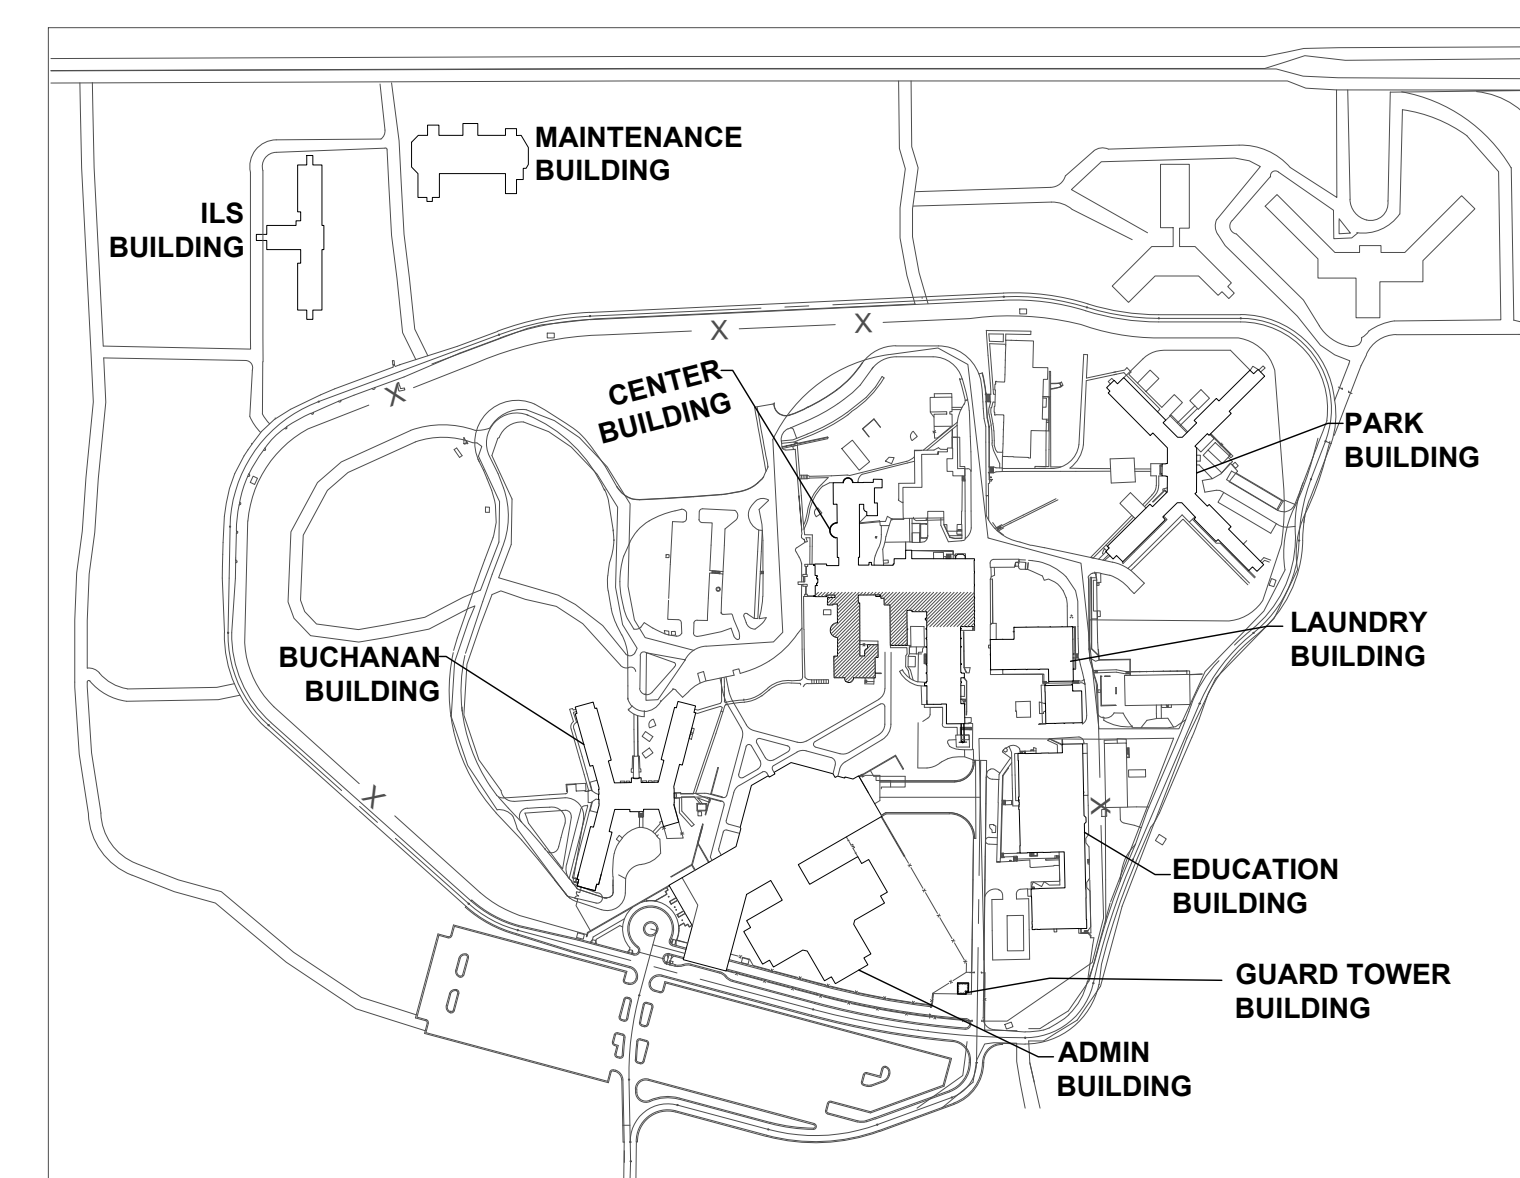 MAINTENANCE
BUILDING
ILS
BUILDING
CENTER
BUILDING
PARK
BUILDING
LAUNDRY
BUILDING
BUCHANAN
BUILDING
EDUCATION
BUILDING
GUARD TOWER
BUILDING
ADMIN
BUILDING
X
X
X
X
X